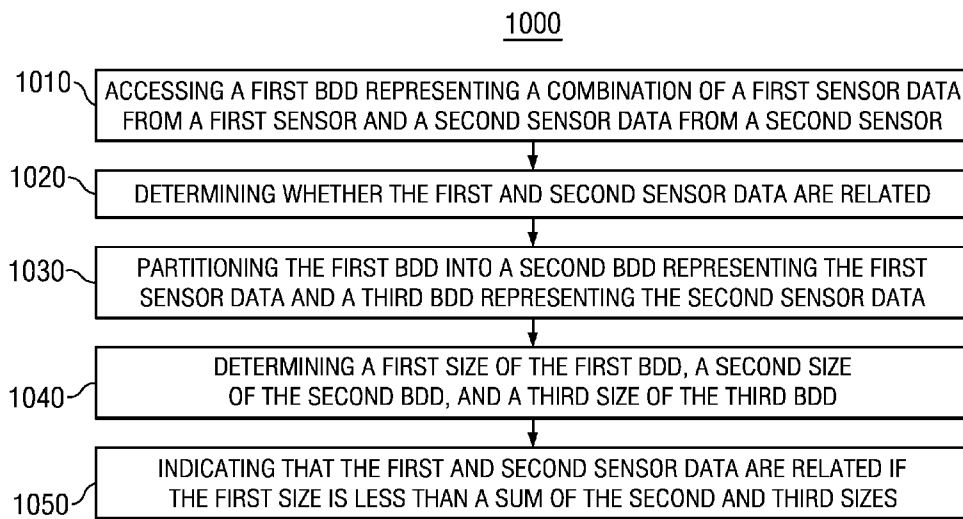 1000
1010
ACCESSING A FIRST BDD REPRESENTING A COMBINATION OF A FIRST SENSOR DATA
FROM A FIRST SENSOR AND A SECOND SENSOR DATA FROM A SECOND SENSOR.
1020
DETERMINING WHETHER THE FIRST AND SECOND SENSOR DATA ARE RELATED.
1030
PARTITIONING THE FIRST BDD INTO A SECOND BDD REPRESENTING THE FIRST
SENSOR DATA AND A THIRD BDD REPRESENTING THE SECOND SENSOR DATA.
1040
DETERMINING A FIRST SIZE OF THE FIRST BDD, A SECOND SIZE
OF THE SECOND BDD, AND A THIRD SIZE OF THE THIRD BDD.
1050
INDICATING THAT THE FIRST AND SECOND SENSOR DATA ARE RELATED IF
THE FIRST SIZE IS LESS THAN A SUM OF THE SECOND AND THIRD SIZES.